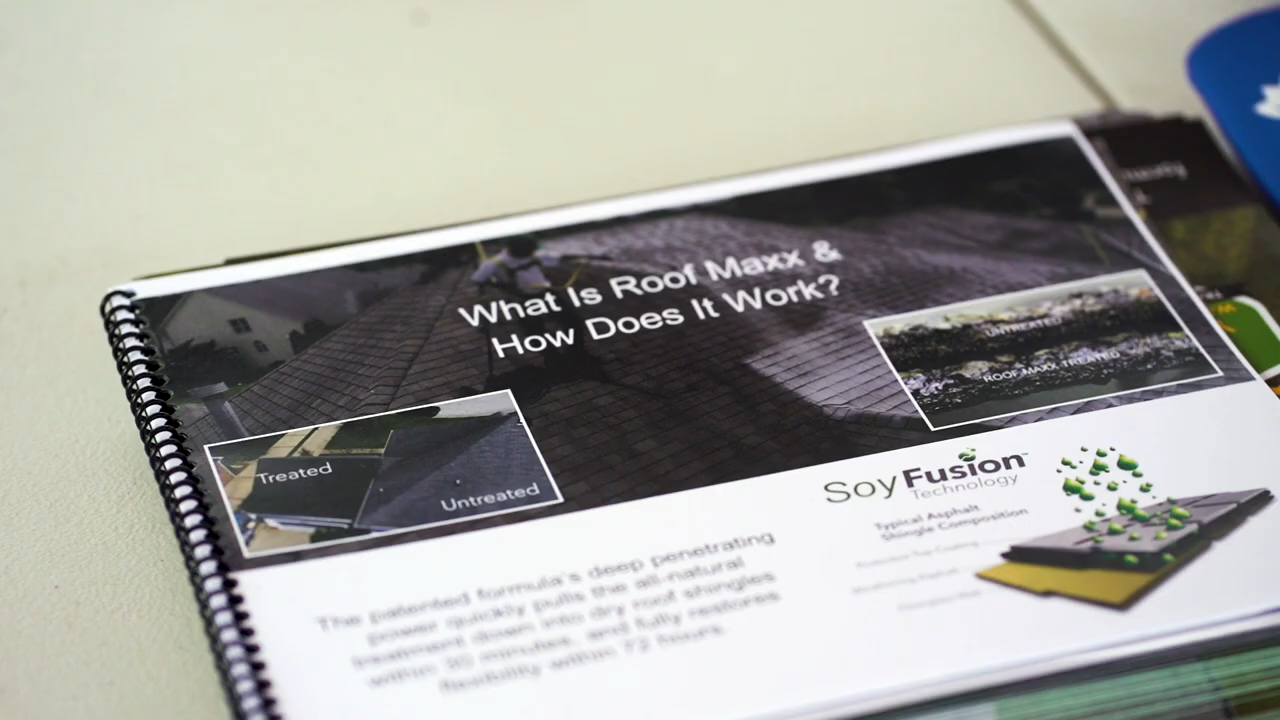 What Is Roof Maxx &
How Does It Work?
UNTREATED
ROOF MAXX TREATED
Treated
Untreated
Soy Fusion™
Technology
Typical Asphalt
Shingle Composition
The patented formula's deep penetrating
power quickly pulls the all-natural
treatment down into dry roof shingles
within 30 minutes, and fully restores
flexibility within 72 hours.